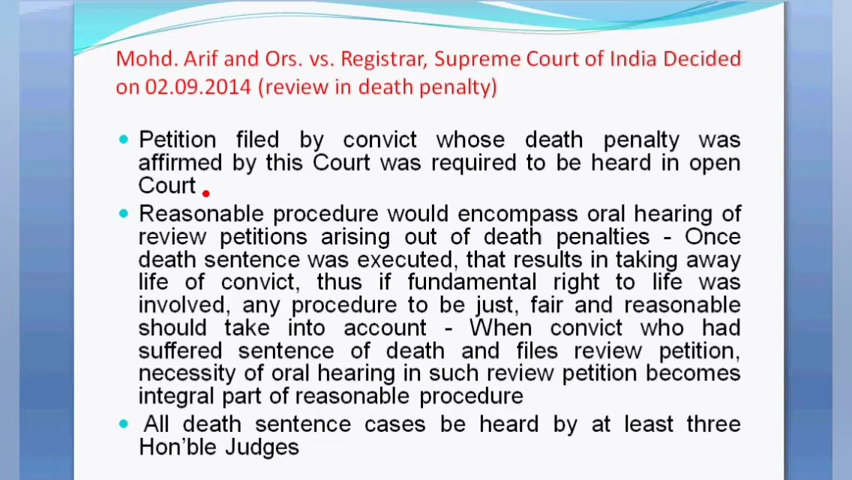 Mohd. Arif and Ors. vs. Registrar, Supreme Court of India Decided
on 02.09.2014 (review in death penalty)
• Petition filed by convict whose death penalty was
affirmed by this Court was required to be heard in open
Court
• Reasonable procedure would encompass oral hearing of
review petitions arising out of death penalties - Once
death sentence was executed, that results in taking away
life of convict, thus if fundamental right to life was
involved, any procedure to be just, fair and reasonable
should take into account - When convict who had
suffered sentence of death and files review petition,
necessity of oral hearing in such review petition becomes
integral part of reasonable procedure
• All death sentence cases be heard by at least three
Hon'ble Judges